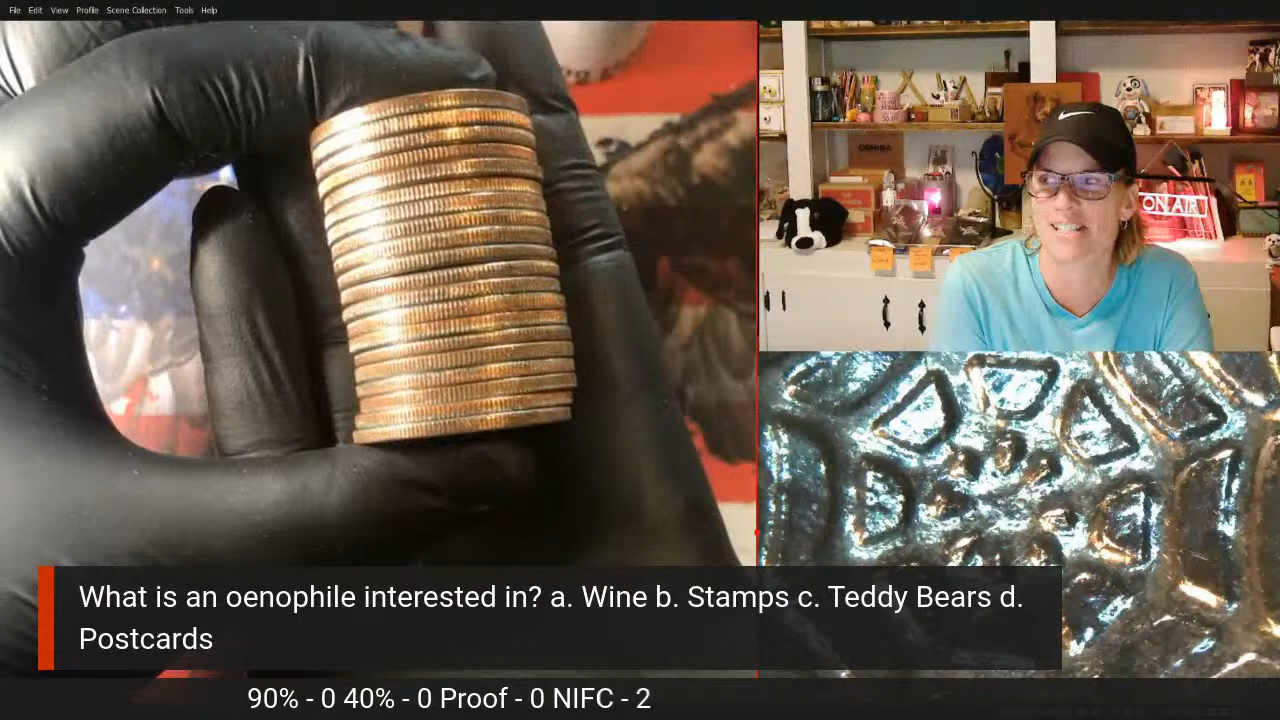 File Edit View Profile Scene Collection Tools Help
ON AIR
What is an oenophile interested in? a. Wine b. Stamps c. Teddy Bears d.
Postcards
90% - 0 40% - 0 Proof - 0 NIFC - 2